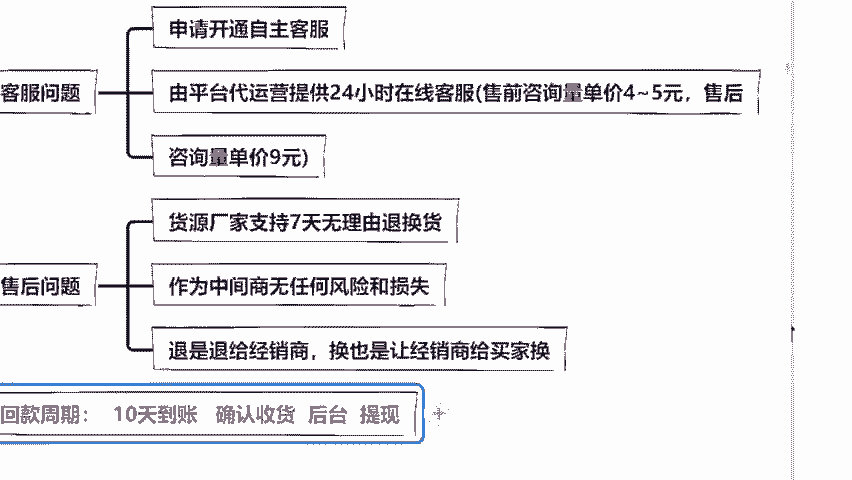 申请开通自主客服
客服问题
由平台代运营提供24小时在线客服(售前咨询量单价4~5元，售后
咨询量单价9元)
货源厂家支持7天无理由退换货
售后问题
作为中间商无任何风险和损失
退是退给经销商，换也是让经销商给买家换
回款周期： 10天到账 确认收货 后台 提现